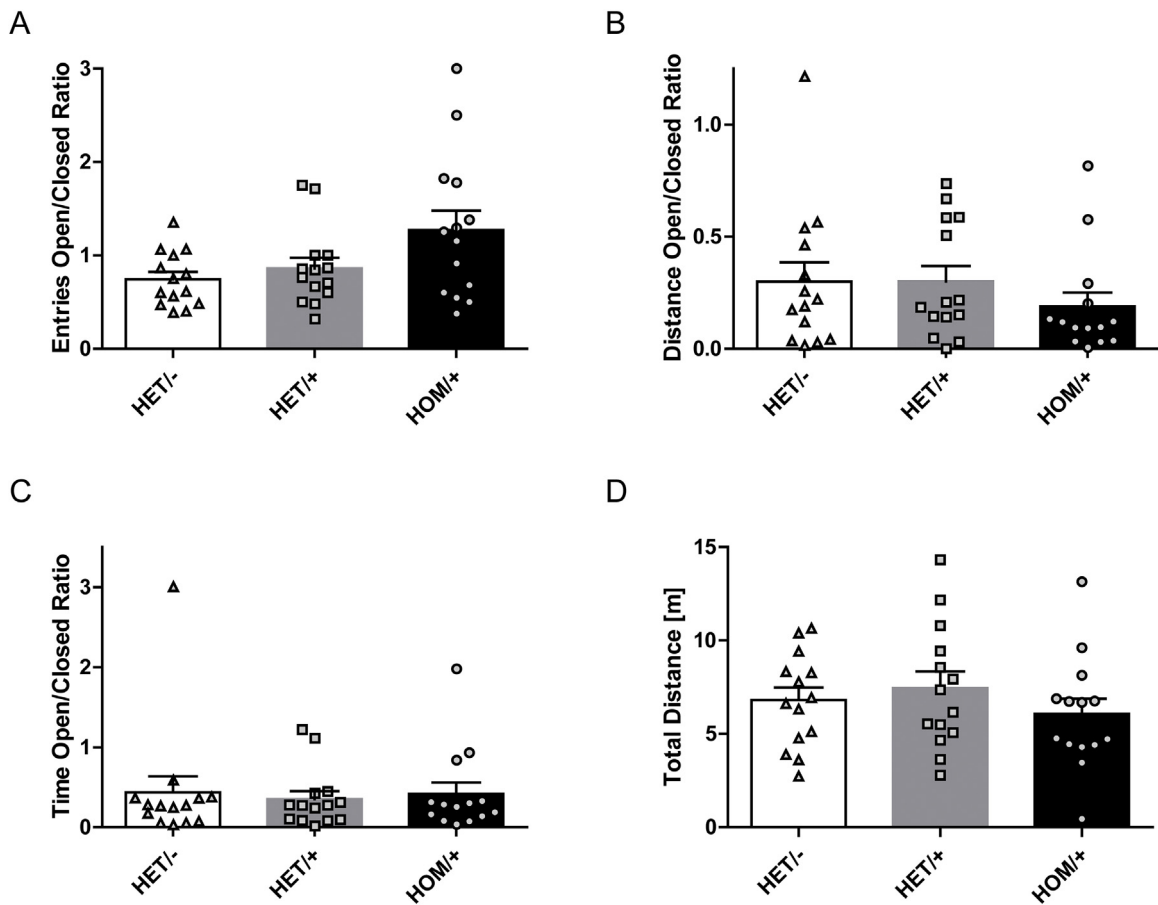 A
Entries Open/Closed Ratio
3
2
1
0
HET/-
HET/+
HOM/+
B
Distance Open/Closed Ratio
1.0
0.5
0.0
HET/-
HET/+
HOM/+
C
Time Open/Closed Ratio
3
2
1
0
HET/-
HET/+
HOM/+
D
Total Distance [m]
15
10
5
0
HET/-
HET/+
HOM/+